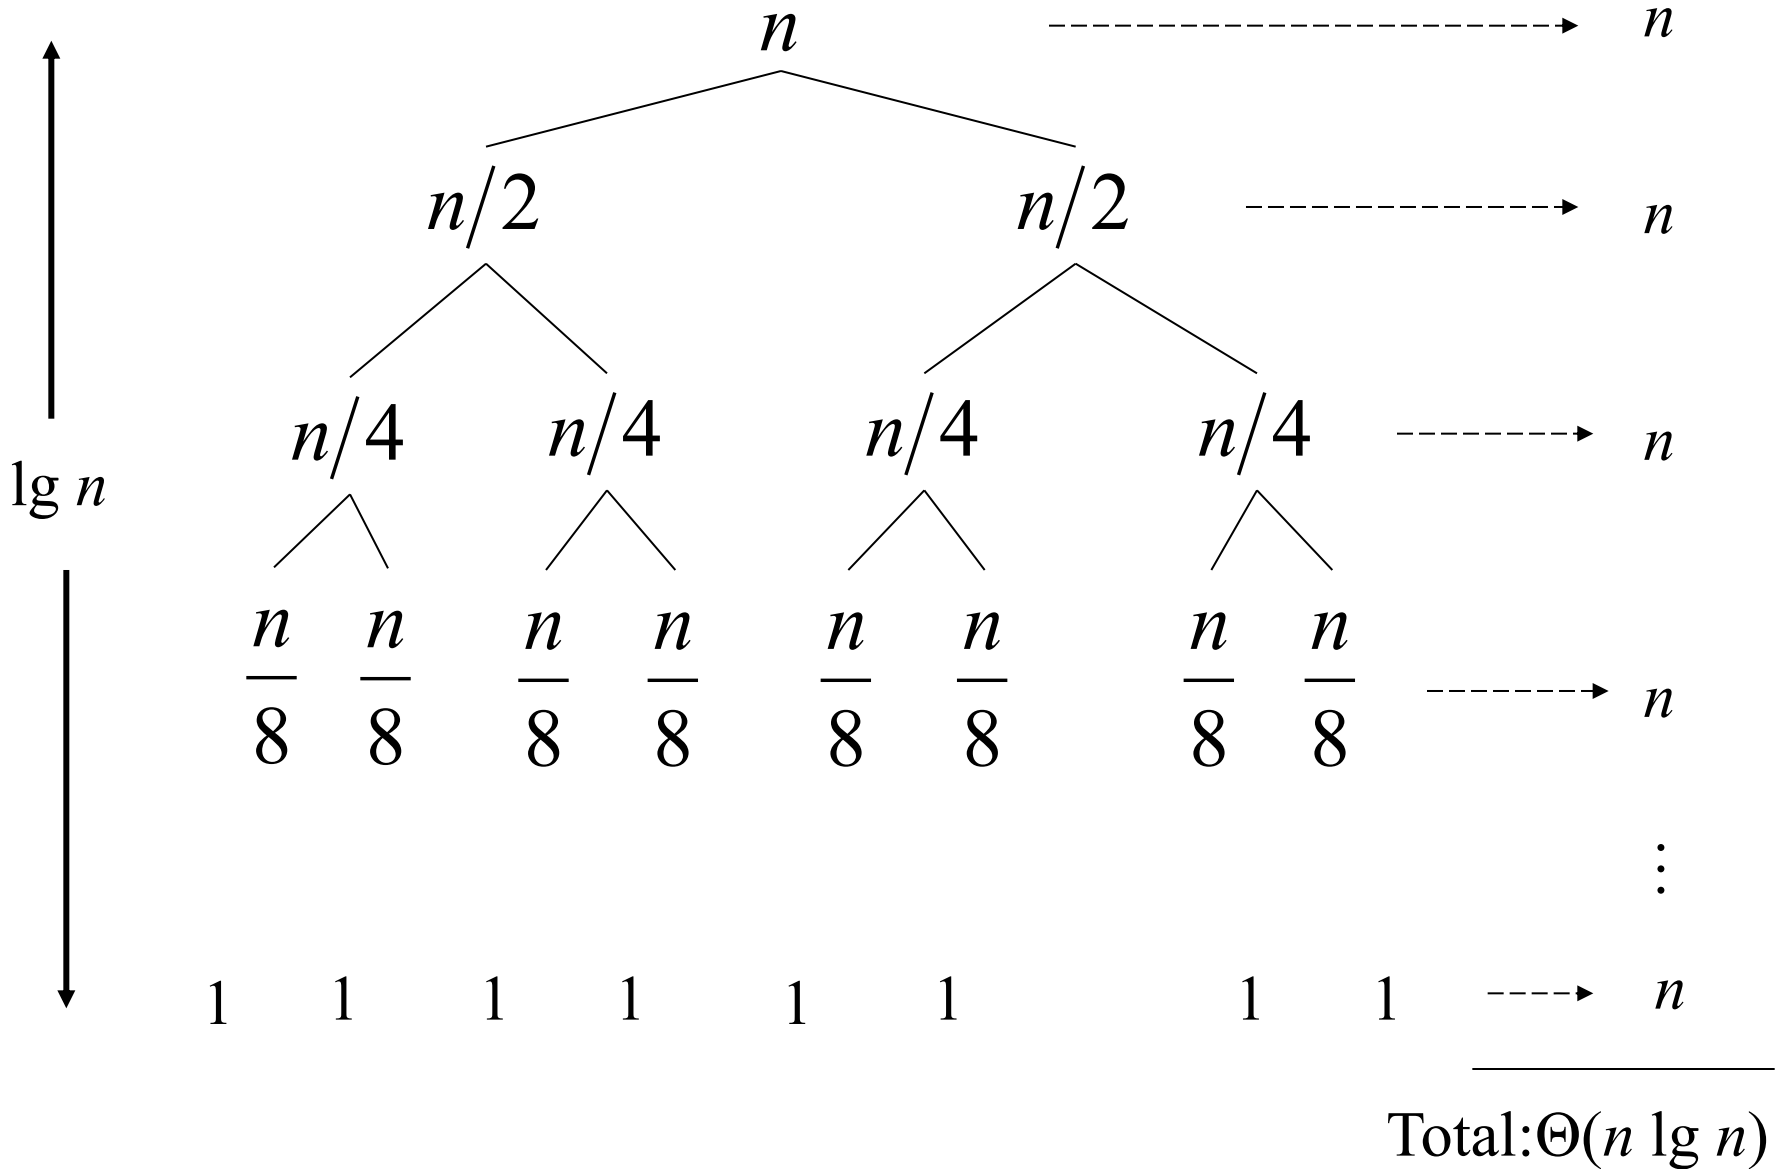 n n
n/2 n/2 n
n/4 n/4 n/4 n/4 n
lg n
n/8 n/8 n/8 n/8 n/8 n/8 n/8 n/8 n
⋮
1 1 1 1 1 1 1 1 n
Total:Θ(n lg n)